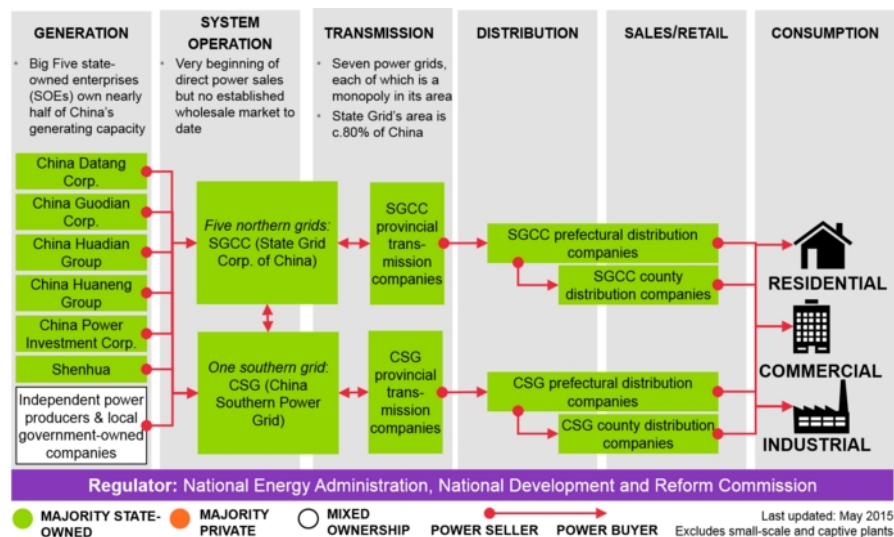 GENERATION
• Big Five state-
owned enterprises
(SOEs) own nearly
half of China's
generating capacity
SYSTEM
OPERATION
• Very beginning of
direct power sales
but no established
wholesale market to
date
TRANSMISSION
• Seven power grids,
each of which is a
monopoly in its area
• State Grid's area is
c.80% of China
DISTRIBUTION
SALES/RETAIL
CONSUMPTION
China Datang
Corp.
China Guodian
Corp.
China Huadian
Group
China Huaneng
Group
China Power
Investment Corp.
Shenhua
Independent power
producers & local
government-owned
companies
Five northern grids:
SGCC (State Grid
Corp. of China)
One southern grid:
CSG (China
Southern Power
Grid)
SGCC
provincial
trans-
mission
companies
CSG
provincial
trans-
mission
companies
SGCC prefectural distribution
companies
SGCC county
distribution companies
CSG prefectural distribution
companies
CSG county distribution
companies
RESIDENTIAL
COMMERCIAL
INDUSTRIAL
Regulator: National Energy Administration, National Development and Reform Commission
MAJORITY STATE-
OWNED
MAJORITY
PRIVATE
MIXED
OWNERSHIP
POWER SELLER
POWER BUYER
Last updated: May 2015
Excludes small-scale and captive plants